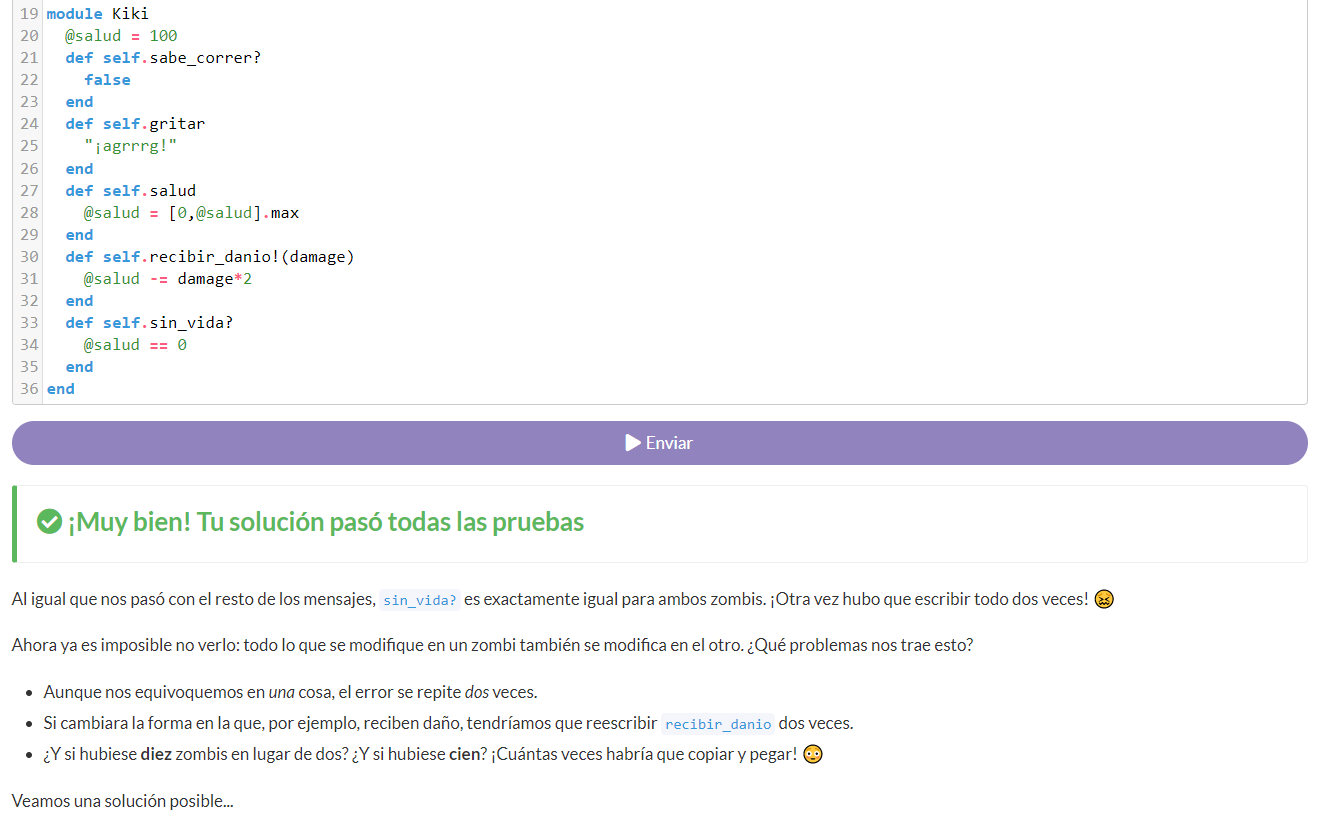 19 module Kiki
20   @salud = 100
21   def self.sabe_correr?
22     false
23   end
24   def self.gritar
25     "¡agrrrg!"
26   end
27   def self.salud
28     @salud = [0,@salud].max
29   end
30   def self.recibir_danio!(damage)
31     @salud -= damage*2
32   end
33   def self.sin_vida?
34     @salud == 0
35   end
36 end
Enviar
¡Muy bien! Tu solución pasó todas las pruebas
Al igual que nos pasó con el resto de los mensajes, sin_vida? es exactamente igual para ambos zombis. ¡Otra vez hubo que escribir todo dos veces! 😖
Ahora ya es imposible no verlo: todo lo que se modifique en un zombi también se modifica en el otro. ¿Qué problemas nos trae esto?
• Aunque nos equivoquemos en una cosa, el error se repite dos veces.
• Si cambiara la forma en la que, por ejemplo, reciben daño, tendríamos que reescribir recibir_danio dos veces.
• ¿Y si hubiese diez zombis en lugar de dos? ¿Y si hubiese cien? ¡Cuántas veces habría que copiar y pegar! 😳
Veamos una solución posible...